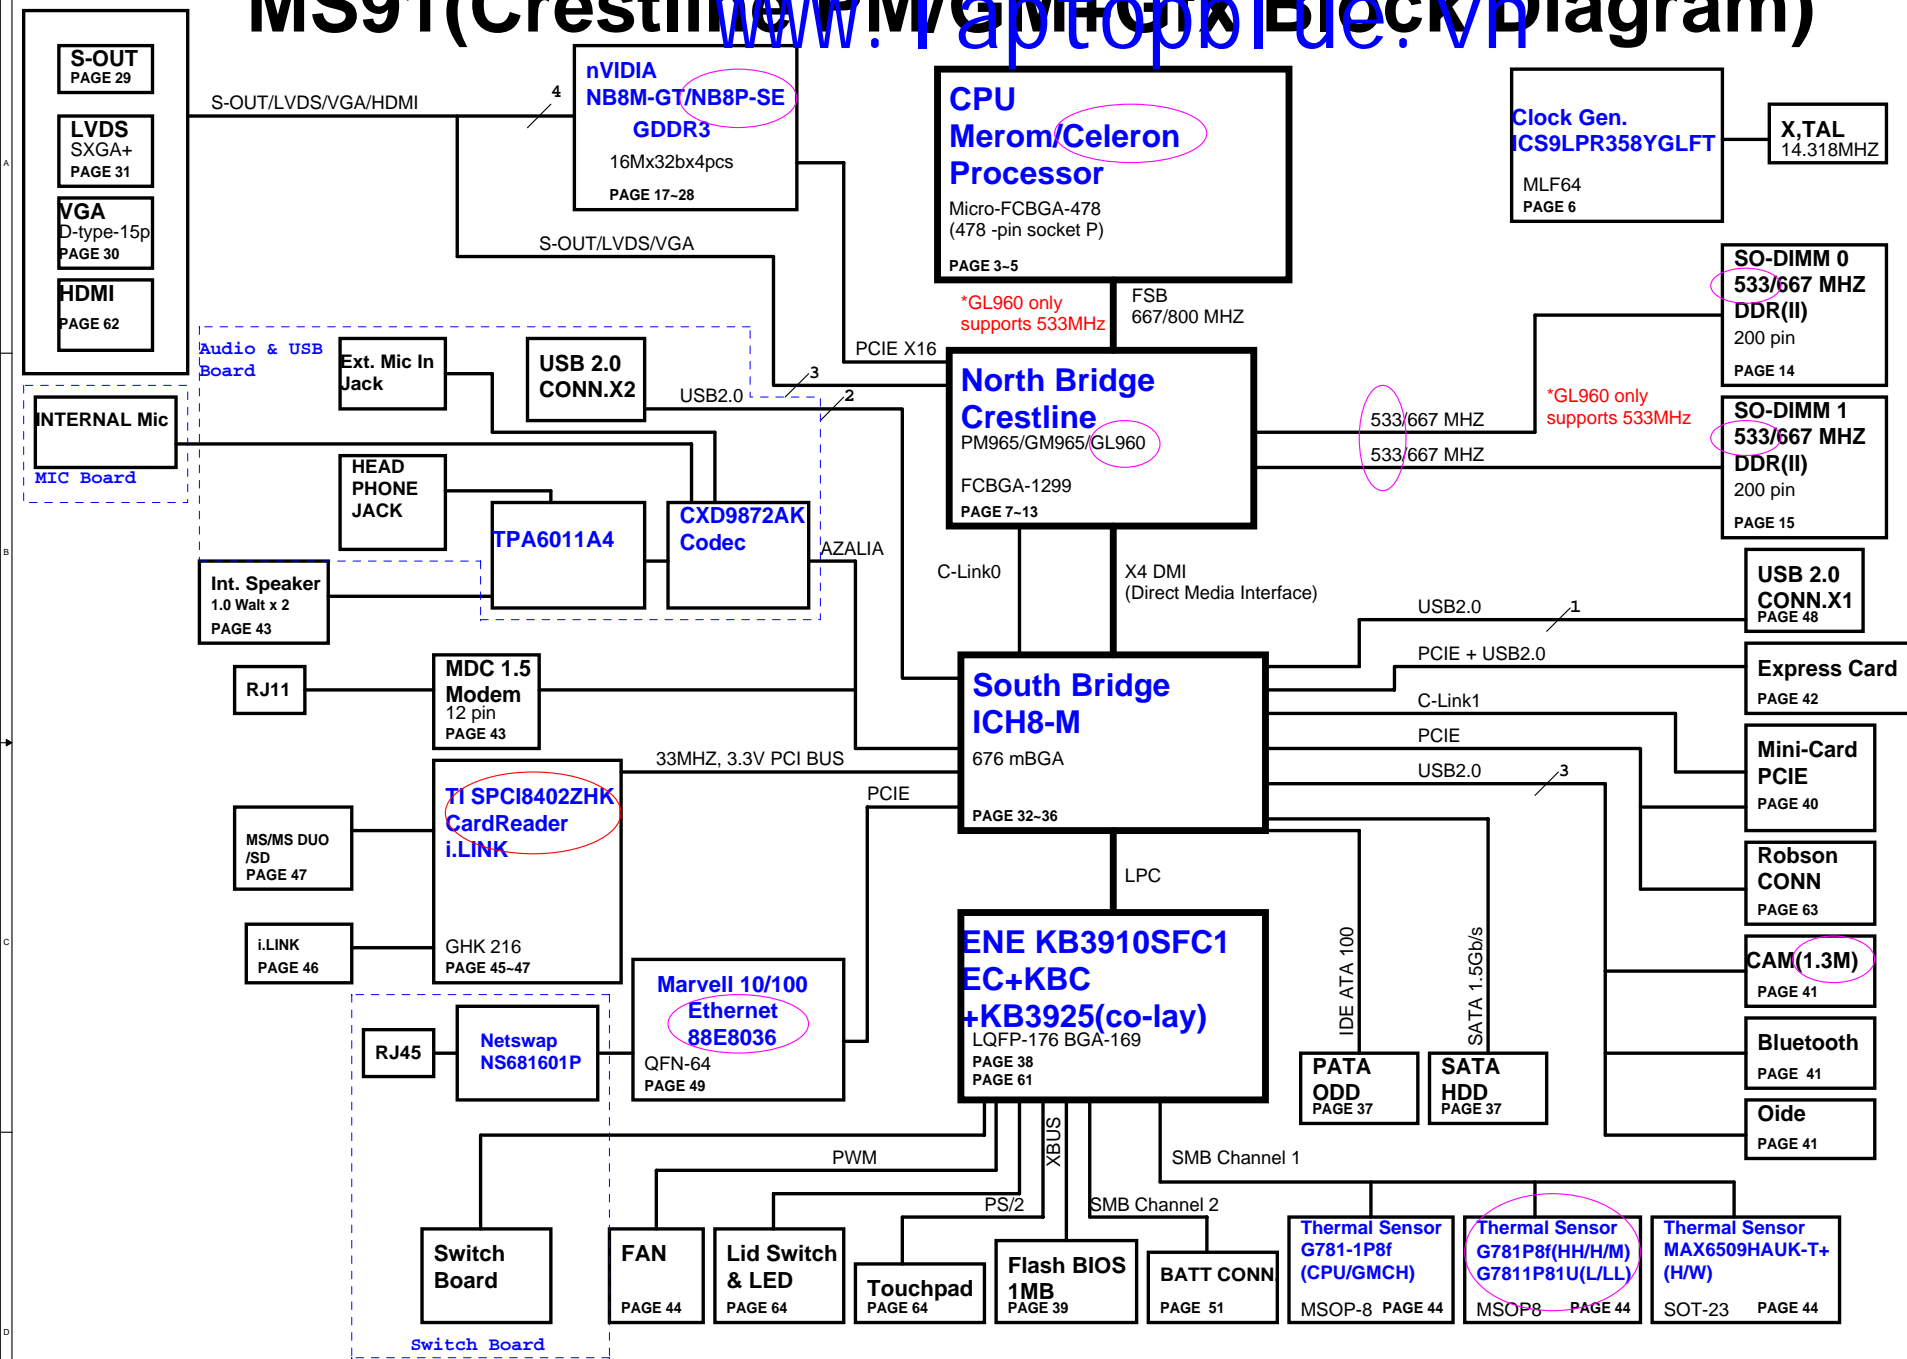 MS91(Crestline PM/GM+Gfx Block Diagram)
www.laptopblue.vn
S-OUT
PAGE 29
LVDS
SXGA+
PAGE 31
VGA
D-type-15p
PAGE 30
HDMI
PAGE 62
S-OUT/LVDS/VGA/HDMI
4
nVIDIA
NB8M-GT/NB8P-SE
GDDR3
16Mx32bx4pcs
PAGE 17~28
S-OUT/LVDS/VGA
CPU
Merom/Celeron
Processor
Micro-FCBGA-478
(478 -pin socket P)
PAGE 3~5
Clock Gen.
ICS9LPR358YGLFT
MLF64
PAGE 6
X,TAL
14.318MHZ
*GL960 only
supports 533MHz
FSB
667/800 MHZ
SO-DIMM 0
533/667 MHZ
DDR(II)
200 pin
PAGE 14
Audio & USB
Board
Ext. Mic In
Jack
USB 2.0
CONN.X2
USB2.0
PCIE X16
3
2
North Bridge
Crestline
PM965/GM965/GL960
FCBGA-1299
PAGE 7~13
533/667 MHZ
533/667 MHZ
*GL960 only
supports 533MHz
SO-DIMM 1
533/667 MHZ
DDR(II)
200 pin
PAGE 15
INTERNAL Mic
MIC Board
HEAD
PHONE
JACK
TPA6011A4
CXD9872AK
Codec
AZALIA
Int. Speaker
1.0 Walt x 2
PAGE 43
C-Link0
X4 DMI
(Direct Media Interface)
USB 2.0
CONN.X1
PAGE 48
USB2.0
1
RJ11
MDC 1.5
Modem
12 pin
PAGE 43
South Bridge
ICH8-M
676 mBGA
PAGE 32~36
PCIE + USB2.0
Express Card
PAGE 42
C-Link1
PCIE
USB2.0
3
Mini-Card
PCIE
PAGE 40
33MHZ, 3.3V PCI BUS
PCIE
TI SPCI8402ZHK
CardReader
i.LINK
GHK 216
PAGE 45~47
MS/MS DUO
/SD
PAGE 47
i.LINK
PAGE 46
Robson
CONN
PAGE 63
LPC
ENE KB3910SFC1
EC+KBC
+KB3925(co-lay)
LQFP-176 BGA-169
PAGE 38
PAGE 61
IDE ATA 100
SATA 1.5Gb/s
CAM(1.3M)
PAGE 41
Marvell 10/100
Ethernet
88E8036
QFN-64
PAGE 49
RJ45
Netswap
NS681601P
PATA
ODD
PAGE 37
SATA
HDD
PAGE 37
Bluetooth
PAGE 41
Oide
PAGE 41
PWM
XBUS
PS/2
SMB Channel 1
SMB Channel 2
Switch
Board
Switch Board
FAN
PAGE 44
Lid Switch
& LED
PAGE 64
Touchpad
PAGE 64
Flash BIOS
1MB
PAGE 39
BATT CONN.
PAGE 51
Thermal Sensor
G781-1P8f
(CPU/GMCH)
MSOP-8 PAGE 44
Thermal Sensor
G781P8f(HH/H/M)
G7811P81U(L/LL)
MSOP8 PAGE 44
Thermal Sensor
MAX6509HAUK-T+
(H/W)
SOT-23 PAGE 44
A
B
C
D